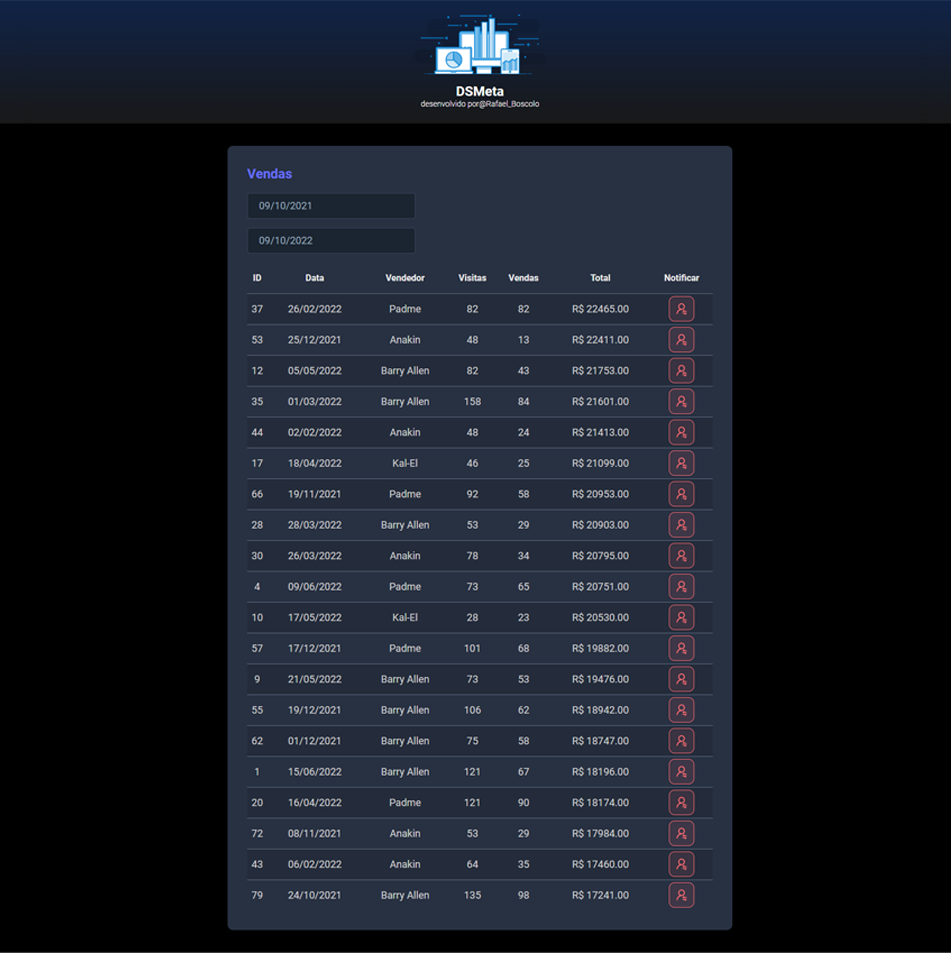 DSMeta
desenvolvido por@Rafael_Boscolo
Vendas
09/10/2021
09/10/2022
ID Data Vendedor Visitas Vendas Total Notificar
37 26/02/2022 Padme 82 82 R$ 22465.00
53 25/12/2021 Anakin 48 13 R$ 22411.00
12 05/05/2022 Barry Allen 82 43 R$ 21753.00
35 01/03/2022 Barry Allen 158 84 R$ 21601.00
44 02/02/2022 Anakin 48 24 R$ 21413.00
17 18/04/2022 Kal-El 46 25 R$ 21099.00
66 19/11/2021 Padme 92 58 R$ 20953.00
28 28/03/2022 Barry Allen 53 29 R$ 20903.00
30 26/03/2022 Anakin 78 34 R$ 20795.00
4 09/06/2022 Padme 73 65 R$ 20751.00
10 17/05/2022 Kal-El 28 23 R$ 20530.00
57 17/12/2021 Padme 101 68 R$ 19882.00
9 21/05/2022 Barry Allen 73 53 R$ 19476.00
55 19/12/2021 Barry Allen 106 62 R$ 18942.00
62 01/12/2021 Barry Allen 75 58 R$ 18747.00
1 15/06/2022 Barry Allen 121 67 R$ 18196.00
20 16/04/2022 Padme 121 90 R$ 18174.00
72 08/11/2021 Anakin 53 29 R$ 17984.00
43 06/02/2022 Anakin 64 35 R$ 17460.00
79 24/10/2021 Barry Allen 135 98 R$ 17241.00